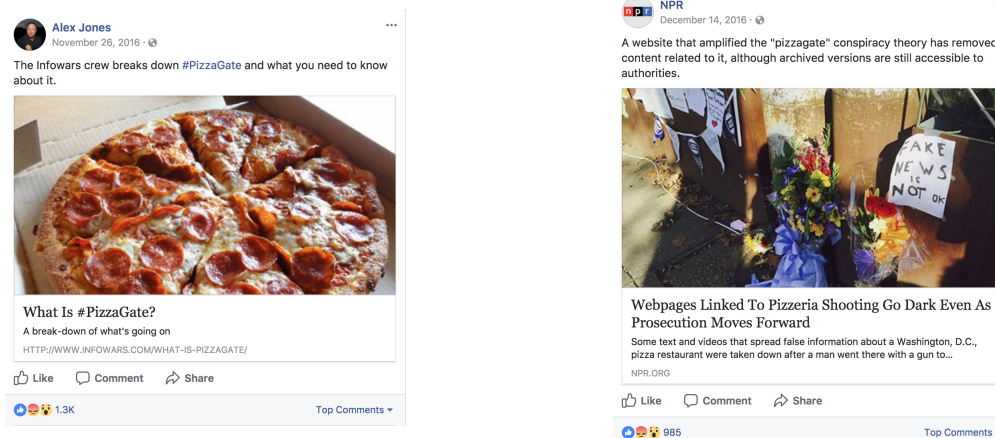 Alex Jones
November 26, 2016 ·
The Infowars crew breaks down #PizzaGate and what you need to know
about it.
What Is #PizzaGate?
A break-down of what's going on
HTTP://WWW.INFOWARS.COM/WHAT-IS-PIZZAGATE/
Like Comment Share
1.3K Top Comments
npr NPR
December 14, 2016 ·
A website that amplified the "pizzagate" conspiracy theory has removed
content related to it, although archived versions are still accessible to
authorities.
FAKE
NEWS
IS
NOT OK
Webpages Linked To Pizzeria Shooting Go Dark Even As
Prosecution Moves Forward
Some text and videos that spread false information about a Washington, D.C.,
pizza restaurant were taken down after a man went there with a gun to...
NPR.ORG
Like Comment Share
985 Top Comments